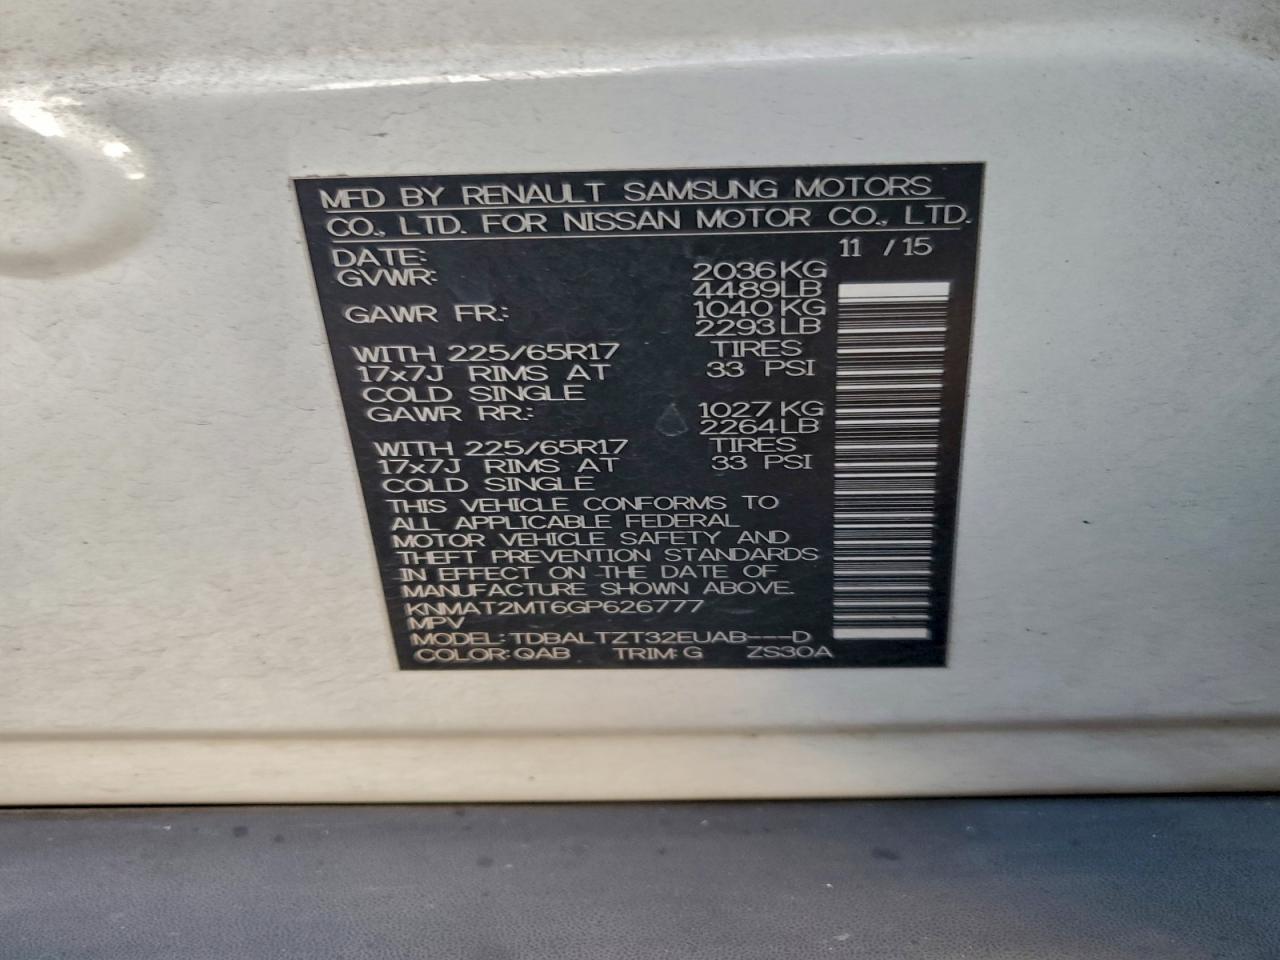 MFD BY RENAULT SAMSUNG MOTORS
CO., LTD. FOR NISSAN MOTOR CO., LTD.
DATE: 11 / 15
GVWR: 2036 KG
4489 LB
GAWR FR.: 1040 KG
2293 LB
WITH 225/65R17 TIRES
17x7J RIMS AT 33 PSI
COLD SINGLE
GAWR RR.: 1027 KG
2264 LB
WITH 225/65R17 TIRES
17x7J RIMS AT 33 PSI
COLD SINGLE
THIS VEHICLE CONFORMS TO
ALL APPLICABLE FEDERAL
MOTOR VEHICLE SAFETY AND
THEFT PREVENTION STANDARDS
IN EFFECT ON THE DATE OF
MANUFACTURE SHOWN ABOVE.
KNMAT2MT6GP626777
MPV
MODEL: TDBALTZT32EUAB---D
COLOR: QAB TRIM: G ZS30A